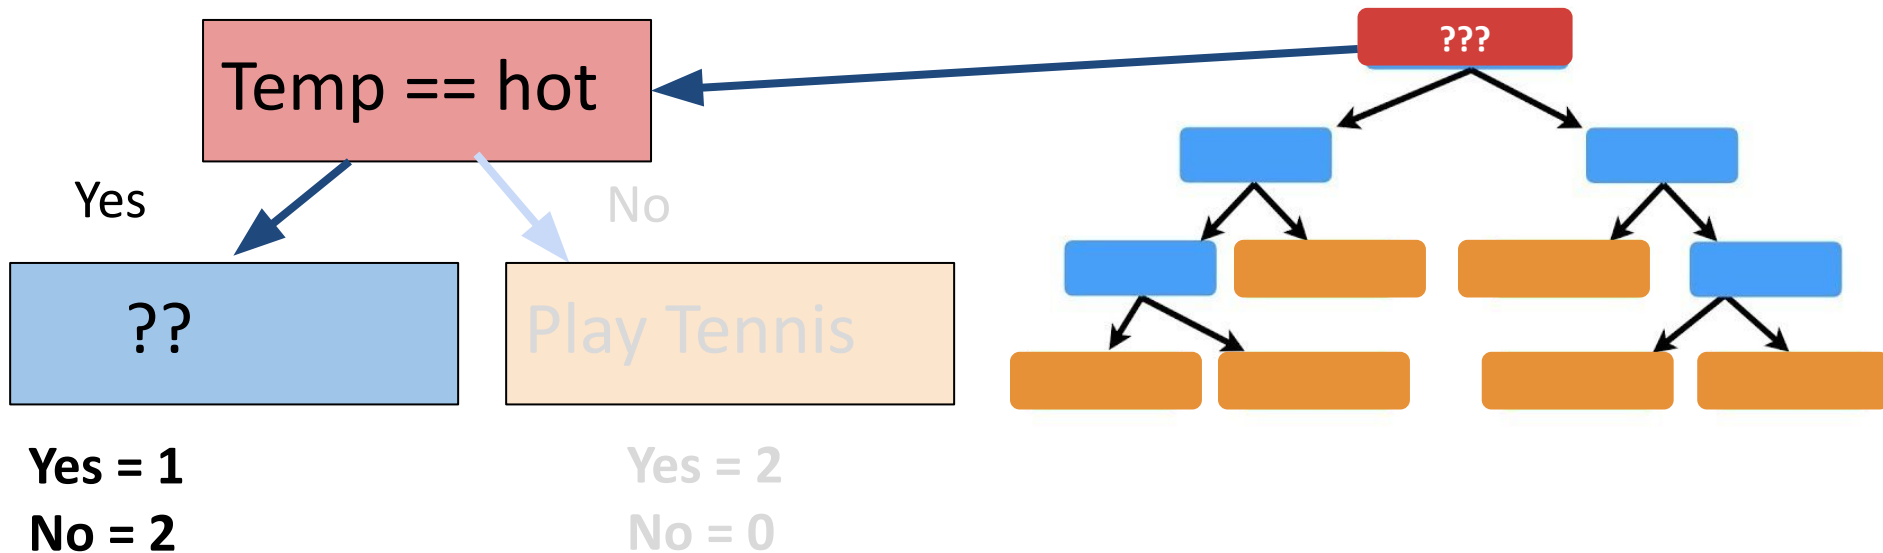 Temp == hot
???
Yes
No
??
Play Tennis
Yes = 1
No = 2
Yes = 2
No = 0